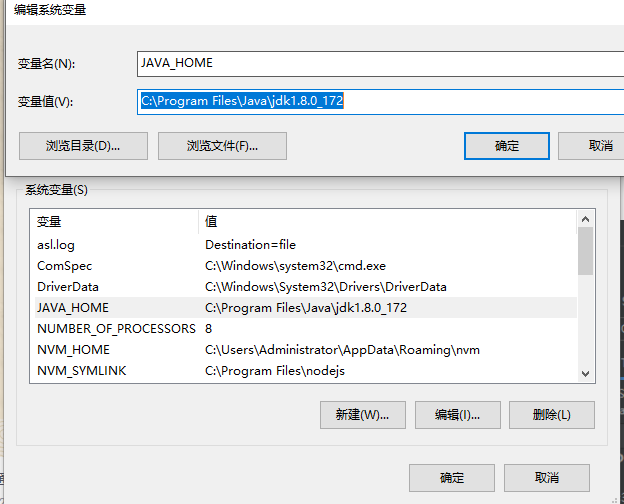 编辑系统变量
变量名(N):
JAVA_HOME
变量值(V):
C:\Program Files\Java\jdk1.8.0_172
浏览目录(D)... 浏览文件(F)... 确定 取消
系统变量(S)
变量 值
asl.log Destination=file
ComSpec C:\Windows\system32\cmd.exe
DriverData C:\Windows\System32\Drivers\DriverData
JAVA_HOME C:\Program Files\Java\jdk1.8.0_172
NUMBER_OF_PROCESSORS 8
NVM_HOME C:\Users\Administrator\AppData\Roaming\nvm
NVM_SYMLINK C:\Program Files\nodejs
新建(W)... 编辑(I)... 删除(L)
确定 取消